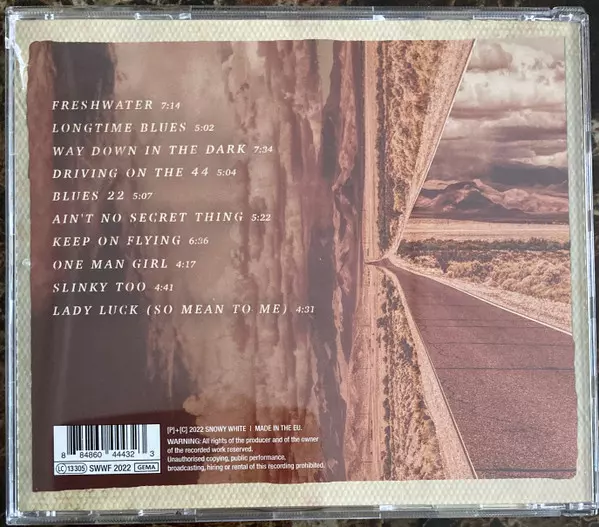 FRESHWATER 7:14
LONGTIME BLUES 5:02
WAY DOWN IN THE DARK 7:34
DRIVING ON THE 44 5:04
BLUES 22 5:07
AIN'T NO SECRET THING 5:22
KEEP ON FLYING 6:36
ONE MAN GIRL 4:17
SLINKY TOO 4:41
LADY LUCK (SO MEAN TO ME) 4:31
[P]+[C] 2022 SNOWY WHITE | MADE IN THE EU.
WARNING: All rights of the producer and of the owner
of the recorded work reserved.
Unauthorised copying, public performance,
broadcasting, hiring or rental of this recording prohibited.
8 84860 44432 3
LC 13305 SWWF 2022 GEMA